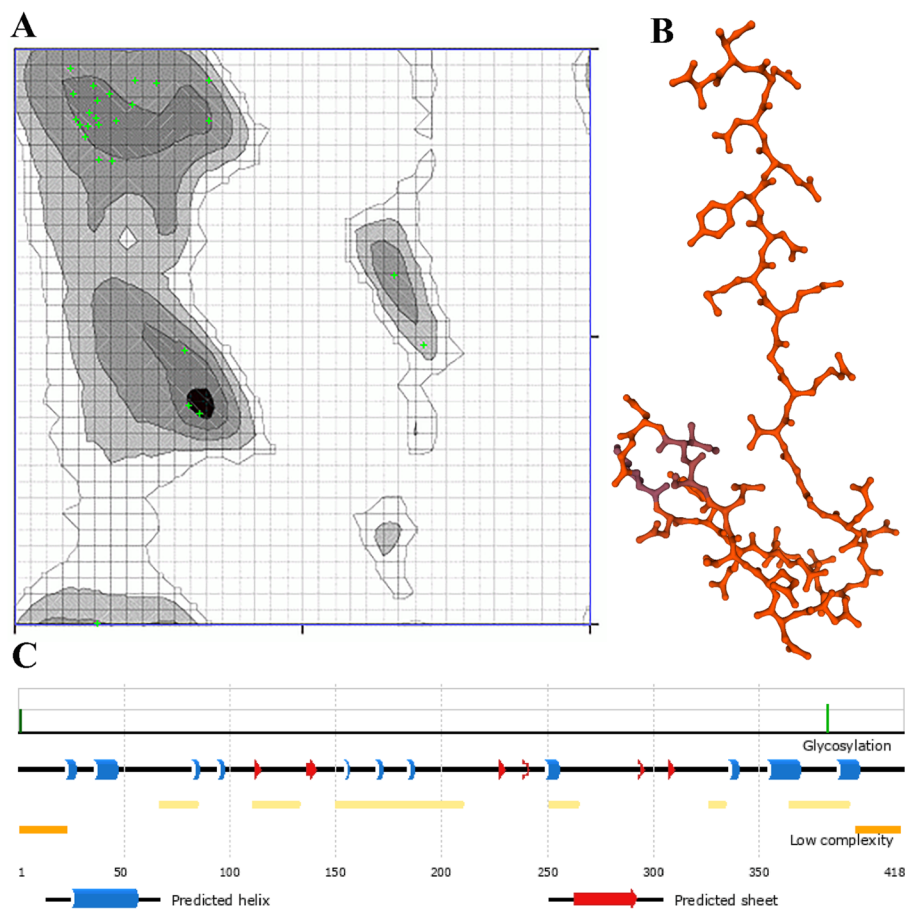 A
B
C
Glycosylation
Low complexity
1 50 100 150 200 250 300 350 418
Predicted helix Predicted sheet